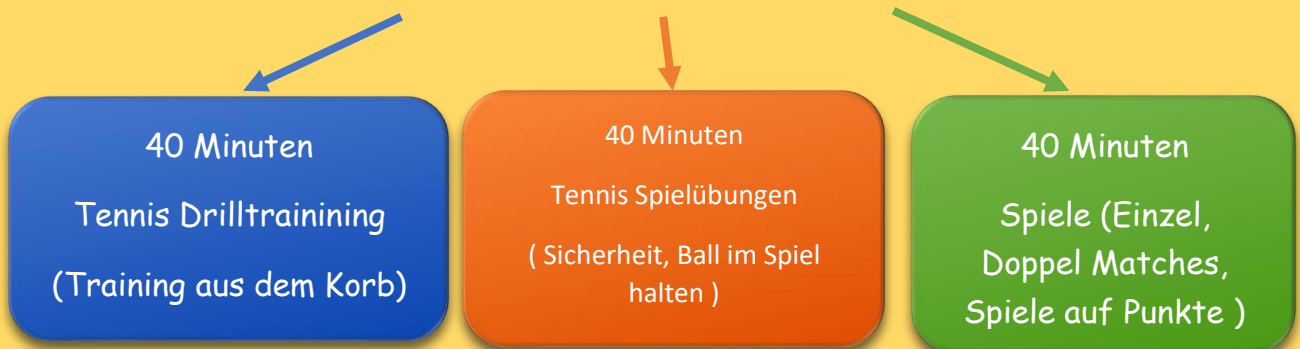 40 Minuten
Tennis Drilltrainining
(Training aus dem Korb)
40 Minuten
Tennis Spielübungen
( Sicherheit, Ball im Spiel
halten )
40 Minuten
Spiele (Einzel,
Doppel Matches,
Spiele auf Punkte )